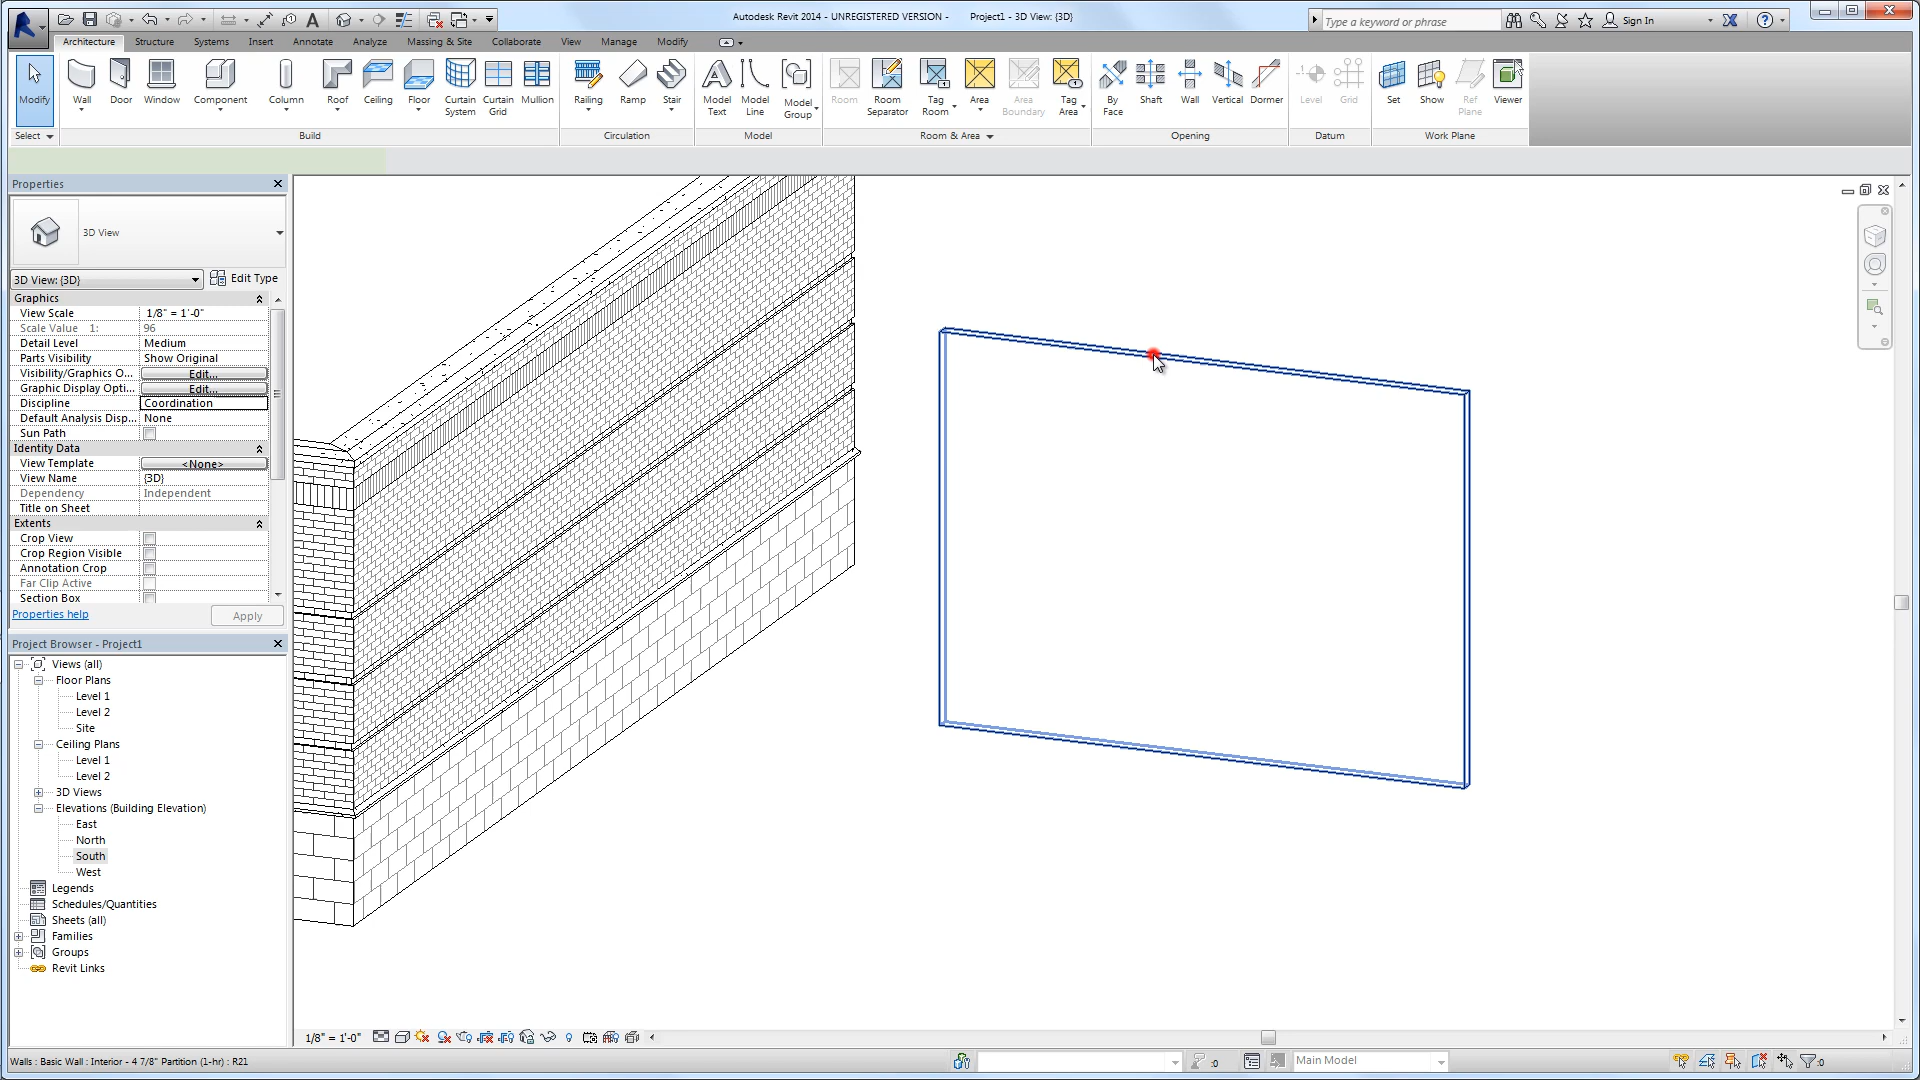 Autodesk Revit 2014 - UNREGISTERED VERSION - Project1 - 3D View: {3D}
Type a keyword or phrase
Sign In
Architecture Structure Systems Insert Annotate Analyze Massing & Site Collaborate View Manage Modify
Modify Wall Door Window Component Column Roof Ceiling Floor Curtain System Curtain Grid Mullion Railing Ramp Stair Model Text Model Line Model Group Room Room Separator Tag Room Area Area Boundary Tag Area By Face Shaft Wall Vertical Dormer Level Grid Set Show Ref Plane Viewer
Select Build Circulation Model Room & Area Opening Datum Work Plane
Properties
3D View
3D View: {3D} Edit Type
Graphics
View Scale 1/8" = 1'-0"
Scale Value 1: 96
Detail Level Medium
Parts Visibility Show Original
Visibility/Graphics O... Edit...
Graphic Display Opti... Edit...
Discipline Coordination
Default Analysis Disp... None
Sun Path
Identity Data
View Template <None>
View Name {3D}
Dependency Independent
Title on Sheet
Extents
Crop View
Crop Region Visible
Annotation Crop
Far Clip Active
Section Box
Properties help Apply
Project Browser - Project1
Views (all)
Floor Plans
Level 1
Level 2
Site
Ceiling Plans
Level 1
Level 2
3D Views
Elevations (Building Elevation)
East
North
South
West
Legends
Schedules/Quantities
Sheets (all)
Families
Groups
Revit Links
1/8" = 1'-0"
Walls : Basic Wall : Interior - 4 7/8" Partition (1-hr) : R21
:0
Main Model
:0